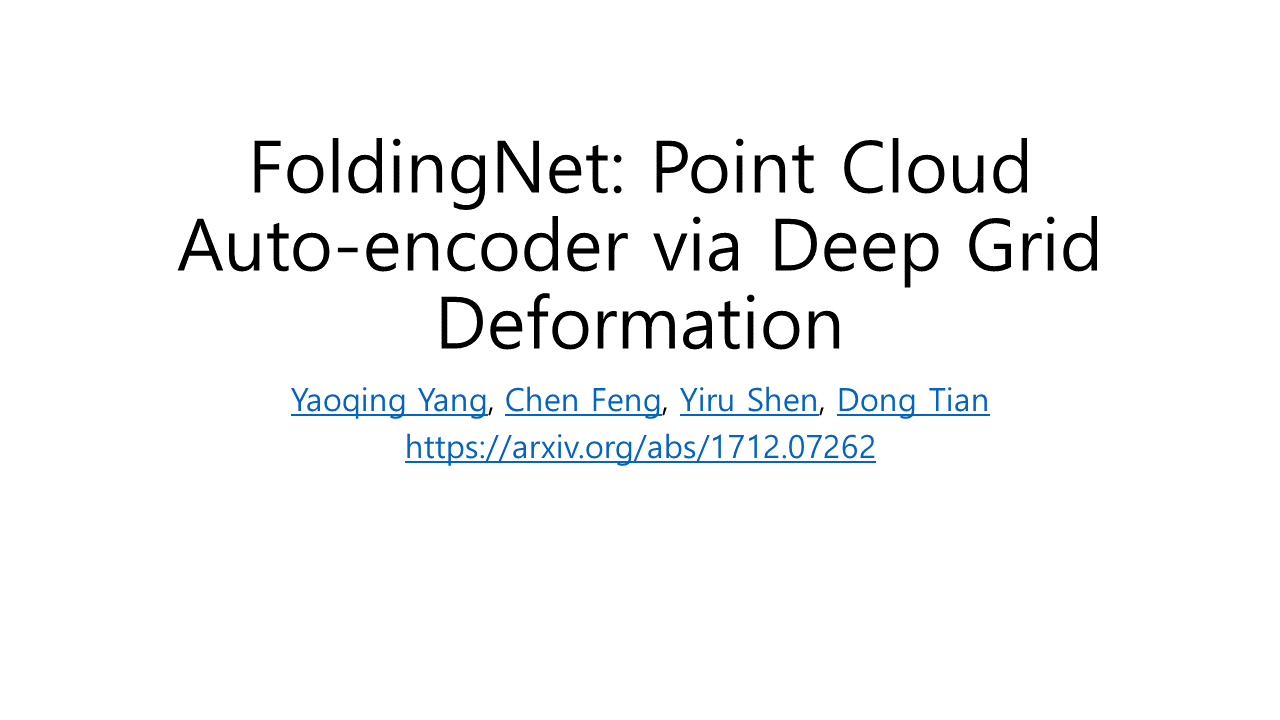 FoldingNet: Point Cloud
Auto-encoder via Deep Grid
Deformation
Yaoqing Yang, Chen Feng, Yiru Shen, Dong Tian
https://arxiv.org/abs/1712.07262